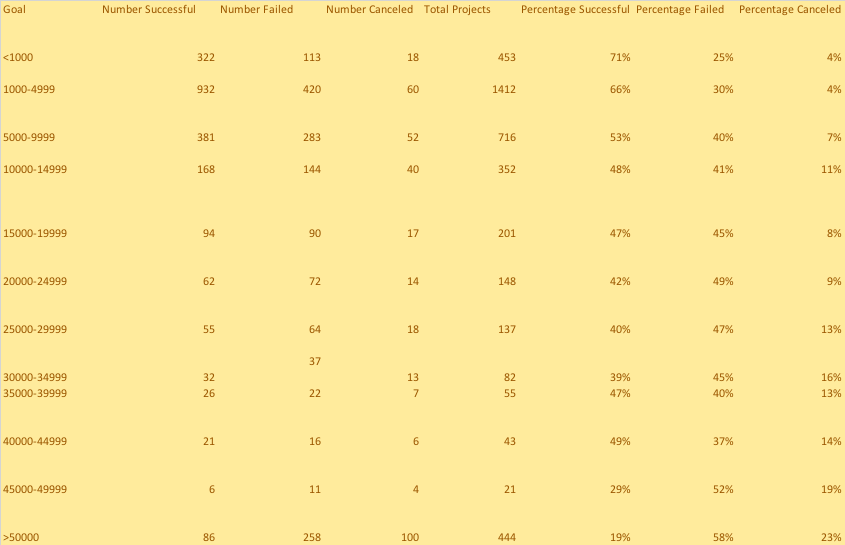 Goal Number Successful Number Failed Number Canceled Total Projects Percentage Successful Percentage Failed Percentage Canceled
<1000 322 113 18 453 71% 25% 4%
1000-4999 932 420 60 1412 66% 30% 4%
5000-9999 381 283 52 716 53% 40% 7%
10000-14999 168 144 40 352 48% 41% 11%
15000-19999 94 90 17 201 47% 45% 8%
20000-24999 62 72 14 148 42% 49% 9%
25000-29999 55 64 18 137 40% 47% 13%
37
30000-34999 32 13 82 39% 45% 16%
35000-39999 26 22 7 55 47% 40% 13%
40000-44999 21 16 6 43 49% 37% 14%
45000-49999 6 11 4 21 29% 52% 19%
>50000 86 258 100 444 19% 58% 23%